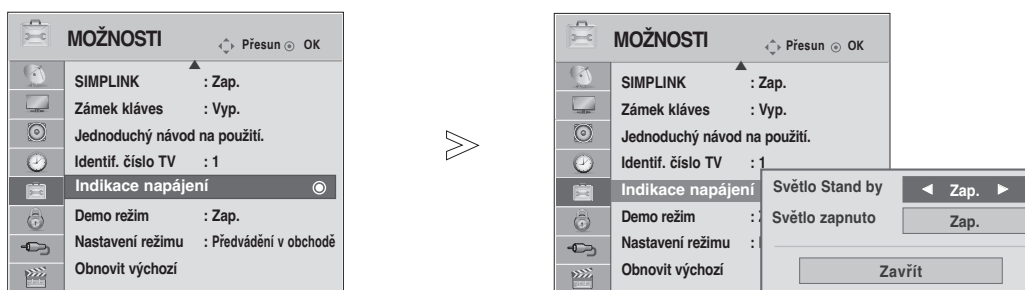 MOŽNOSTI
Přesun OK
SIMPLINK : Zap.
Zámek kláves : Vyp.
Jednoduchý návod na použití.
Identif. číslo TV : 1
Indikace napájení
Demo režim : Zap.
Nastavení režimu : Předvádění v obchodě
Obnovit výchozí
MOŽNOSTI
Přesun OK
SIMPLINK : Zap.
Zámek kláves : Vyp.
Jednoduchý návod na použití.
Identif. číslo TV : 1
Indikace napájení
Demo režim :
Nastavení režimu :
Obnovit výchozí
Světlo Stand by ◄ Zap. ►
Světlo zapnuto Zap.
Zavřít